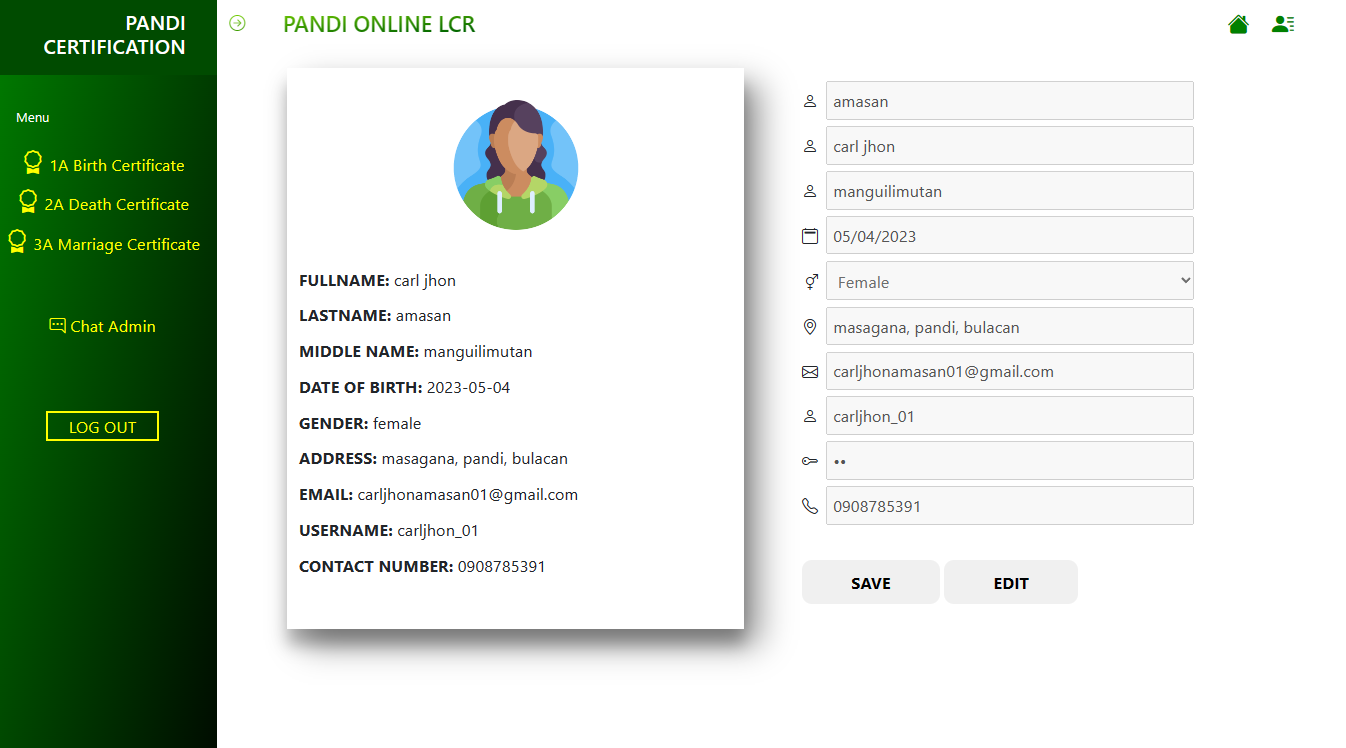 PANDI
CERTIFICATION
Menu
1A Birth Certificate
2A Death Certificate
3A Marriage Certificate
Chat Admin
LOG OUT
PANDI ONLINE LCR
FULLNAME: carl jhon
LASTNAME: amasan
MIDDLE NAME: manguilimutan
DATE OF BIRTH: 2023-05-04
GENDER: female
ADDRESS: masagana, pandi, bulacan
EMAIL: carljhonamasan01@gmail.com
USERNAME: carljhon_01
CONTACT NUMBER: 0908785391
amasan
carl jhon
manguilimutan
05/04/2023
Female
masagana, pandi, bulacan
carljhonamasan01@gmail.com
carljhon_01
••
0908785391
SAVE EDIT